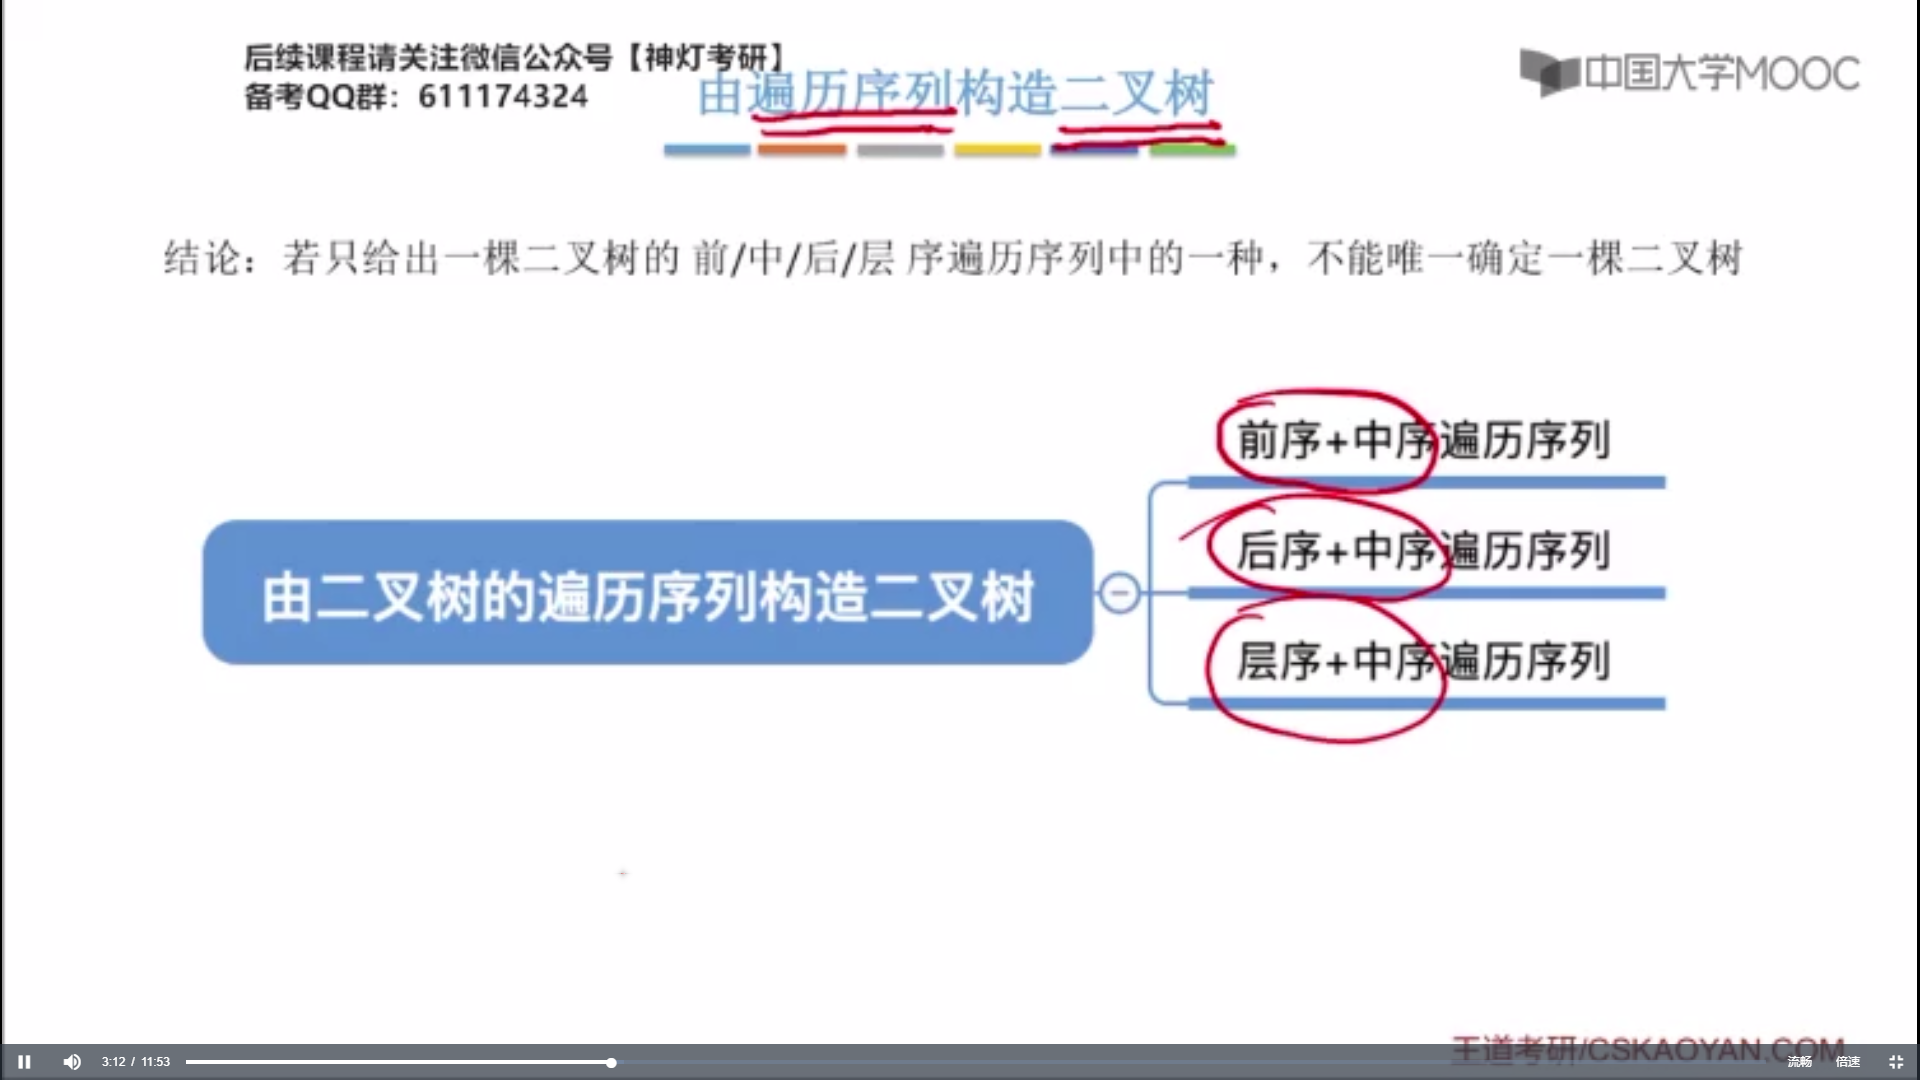 后续课程请关注微信公众号【神灯考研】
备考QQ群：611174324
中国大学MOOC
由遍历序列构造二叉树
结论：若只给出一棵二叉树的 前/中/后/层 序遍历序列中的一种，不能唯一确定一棵二叉树
前序+中序遍历序列
后序+中序遍历序列
由二叉树的遍历序列构造二叉树
层序+中序遍历序列
王道考研/CSKAOYAN.COM
3:12 / 11:53
流畅 倍速